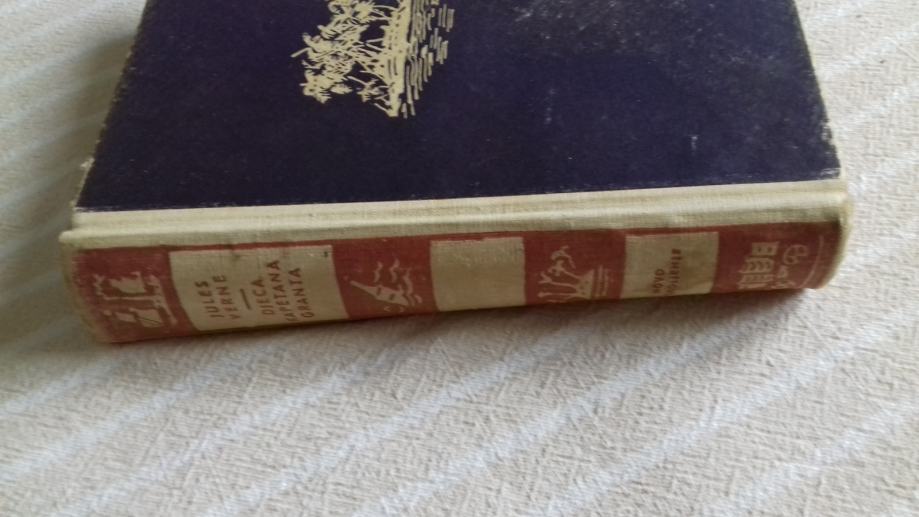 JULES
VERNE
DJECA
KAPETANA
GRANTA
NOVO
POKOLJENJE